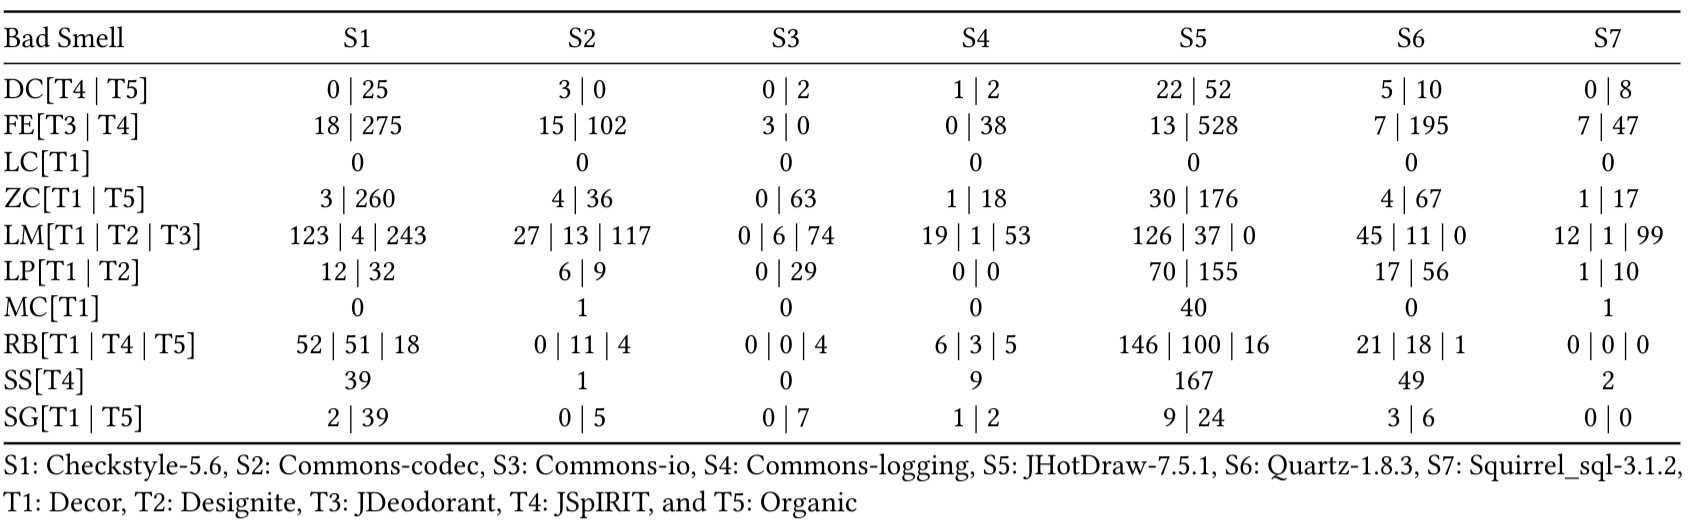 Bad Smell S1 S2 S3 S4 S5 S6 S7
DC[T4 | T5] 0 | 25 3 | 0 0 | 2 1 | 2 22 | 52 5 | 10 0 | 8
FE[T3 | T4] 18 | 275 15 | 102 3 | 0 0 | 38 13 | 528 7 | 195 7 | 47
LC[T1] 0 0 0 0 0 0 0
ZC[T1 | T5] 3 | 260 4 | 36 0 | 63 1 | 18 30 | 176 4 | 67 1 | 17
LM[T1 | T2 | T3] 123 | 4 | 243 27 | 13 | 117 0 | 6 | 74 19 | 1 | 53 126 | 37 | 0 45 | 11 | 0 12 | 1 | 99
LP[T1 | T2] 12 | 32 6 | 9 0 | 29 0 | 0 70 | 155 17 | 56 1 | 10
MC[T1] 0 1 0 0 40 0 1
RB[T1 | T4 | T5] 52 | 51 | 18 0 | 11 | 4 0 | 0 | 4 6 | 3 | 5 146 | 100 | 16 21 | 18 | 1 0 | 0 | 0
SS[T4] 39 1 0 9 167 49 2
SG[T1 | T5] 2 | 39 0 | 5 0 | 7 1 | 2 9 | 24 3 | 6 0 | 0
S1: Checkstyle-5.6, S2: Commons-codec, S3: Commons-io, S4: Commons-logging, S5: JHotDraw-7.5.1, S6: Quartz-1.8.3, S7: Squirrel_sql-3.1.2,
T1: Decor, T2: Designite, T3: JDeodorant, T4: JSpIRIT, and T5: Organic